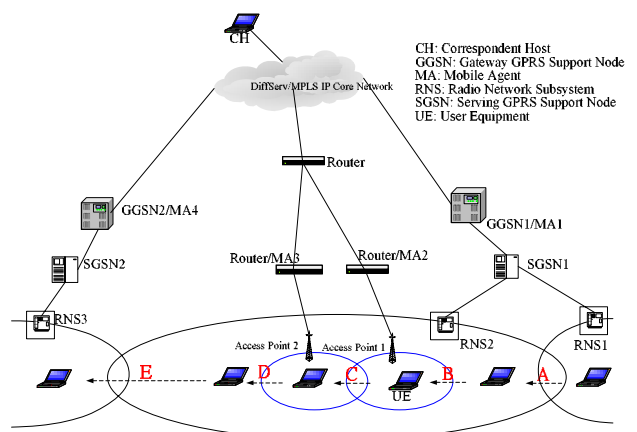 CH
CH: Correspondent Host
GGSN: Gateway GPRS Support Node
MA: Mobile Agent
RNS: Radio Network Subsystem
SGSN: Serving GPRS Support Node
UE: User Equipment
DiffServ/MPLS IP Core Network
Router
GGSN2/MA4
GGSN1/MA1
Router/MA3
Router/MA2
SGSN2
SGSN1
RNS3
Access Point 2
Access Point 1
RNS2
RNS1
E
D
C
B
A
UE